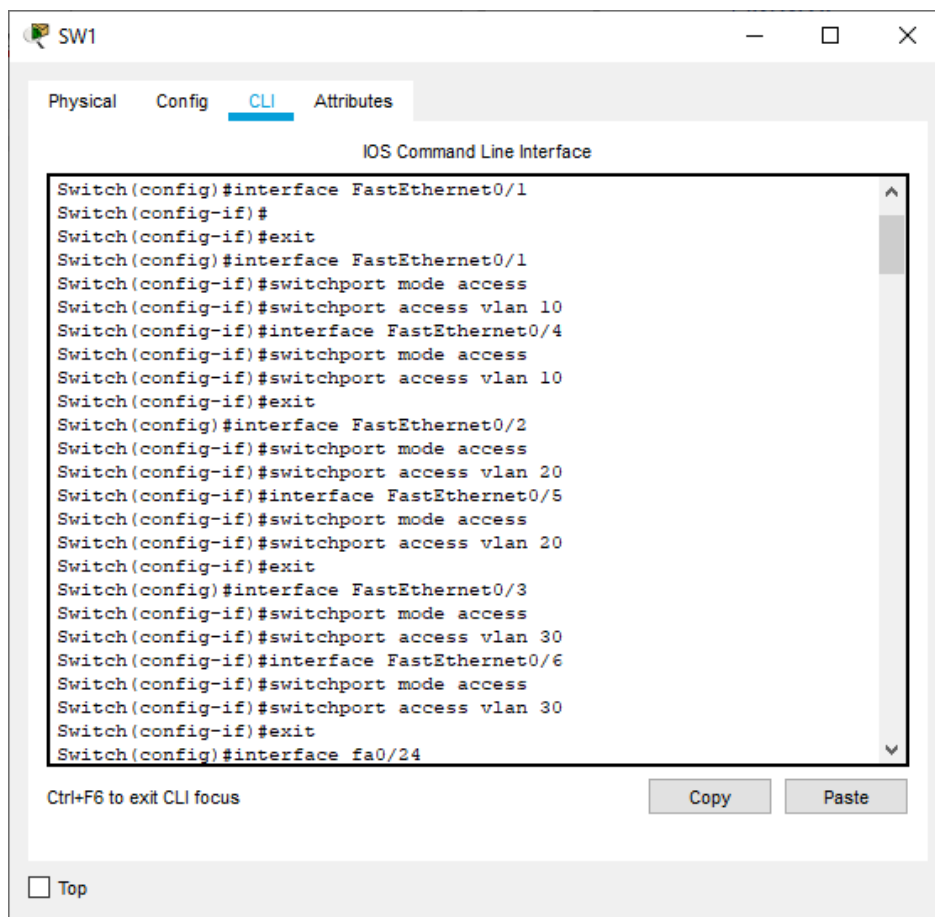 SW1
Physical Config CLI Attributes
IOS Command Line Interface
Switch(config)#interface FastEthernet0/1
Switch(config-if)#
Switch(config-if)#exit
Switch(config)#interface FastEthernet0/1
Switch(config-if)#switchport mode access
Switch(config-if)#switchport access vlan 10
Switch(config-if)#interface FastEthernet0/4
Switch(config-if)#switchport mode access
Switch(config-if)#switchport access vlan 10
Switch(config-if)#exit
Switch(config)#interface FastEthernet0/2
Switch(config-if)#switchport mode access
Switch(config-if)#switchport access vlan 20
Switch(config-if)#interface FastEthernet0/5
Switch(config-if)#switchport mode access
Switch(config-if)#switchport access vlan 20
Switch(config-if)#exit
Switch(config)#interface FastEthernet0/3
Switch(config-if)#switchport mode access
Switch(config-if)#switchport access vlan 30
Switch(config-if)#interface FastEthernet0/6
Switch(config-if)#switchport mode access
Switch(config-if)#switchport access vlan 30
Switch(config-if)#exit
Switch(config)#interface fa0/24
Ctrl+F6 to exit CLI focus Copy Paste
Top